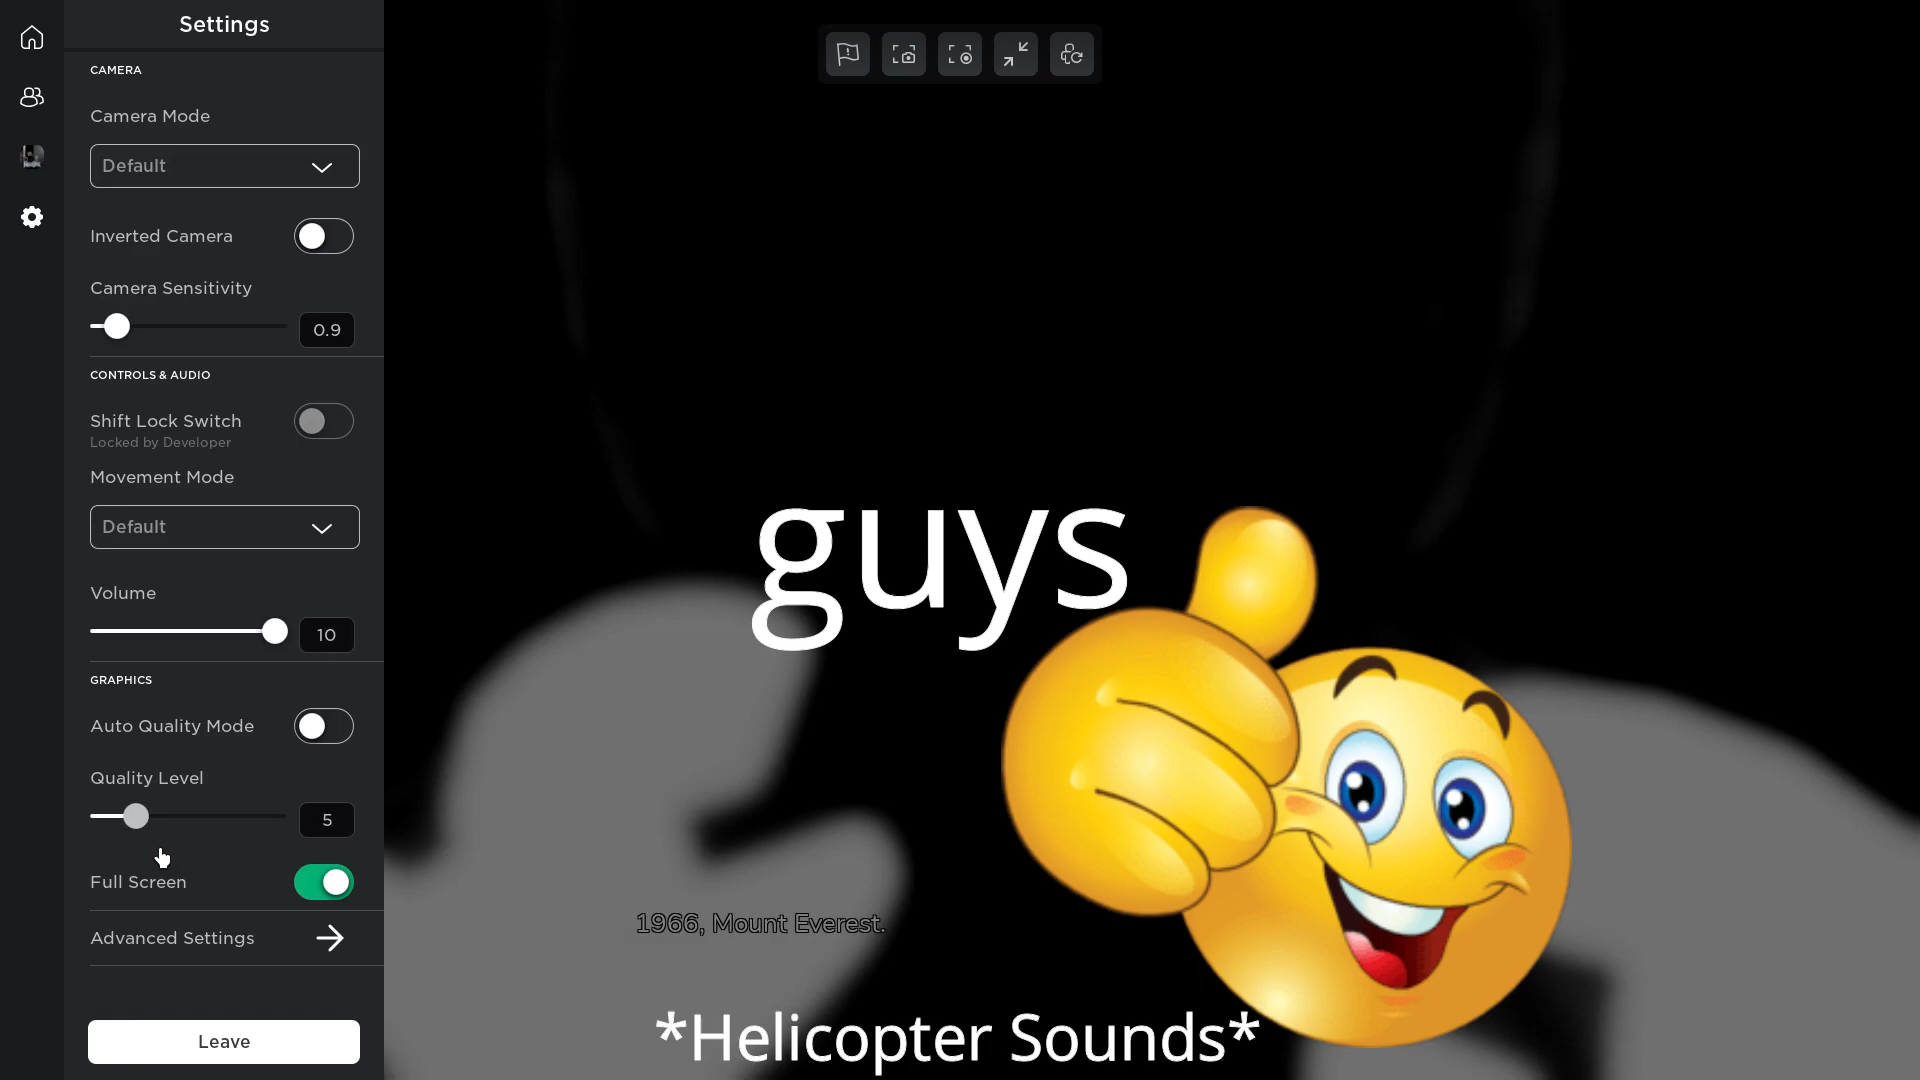 Settings
CAMERA
Camera Mode
Default
Inverted Camera
Camera Sensitivity
0.9
CONTROLS & AUDIO
Shift Lock Switch
Locked by Developer
Movement Mode
Default
Volume
10
GRAPHICS
Auto Quality Mode
Quality Level
5
Full Screen
Advanced Settings
Leave
guys
1966, Mount Everest.
*Helicopter Sounds*